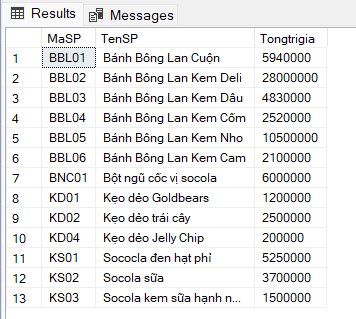 Results Messages
MaSP TenSP Tongtrigia
1 BBL01 Bánh Bông Lan Cuộn 5940000
2 BBL02 Bánh Bông Lan Kem Deli 28000000
3 BBL03 Bánh Bông Lan Kem Dâu 4830000
4 BBL04 Bánh Bông Lan Kem Cốm 2520000
5 BBL05 Bánh Bông Lan Kem Nho 10500000
6 BBL06 Bánh Bông Lan Kem Cam 2100000
7 BNC01 Bột ngũ cốc vị socola 6000000
8 KD01 Kẹo dẻo Goldbears 1200000
9 KD02 Kẹo dẻo trái cây 2500000
10 KD04 Kẹo dẻo Jelly Chip 200000
11 KS01 Sococla đen hạt phỉ 5250000
12 KS02 Socola sữa 3700000
13 KS03 Socola kem sữa hạnh n... 1500000